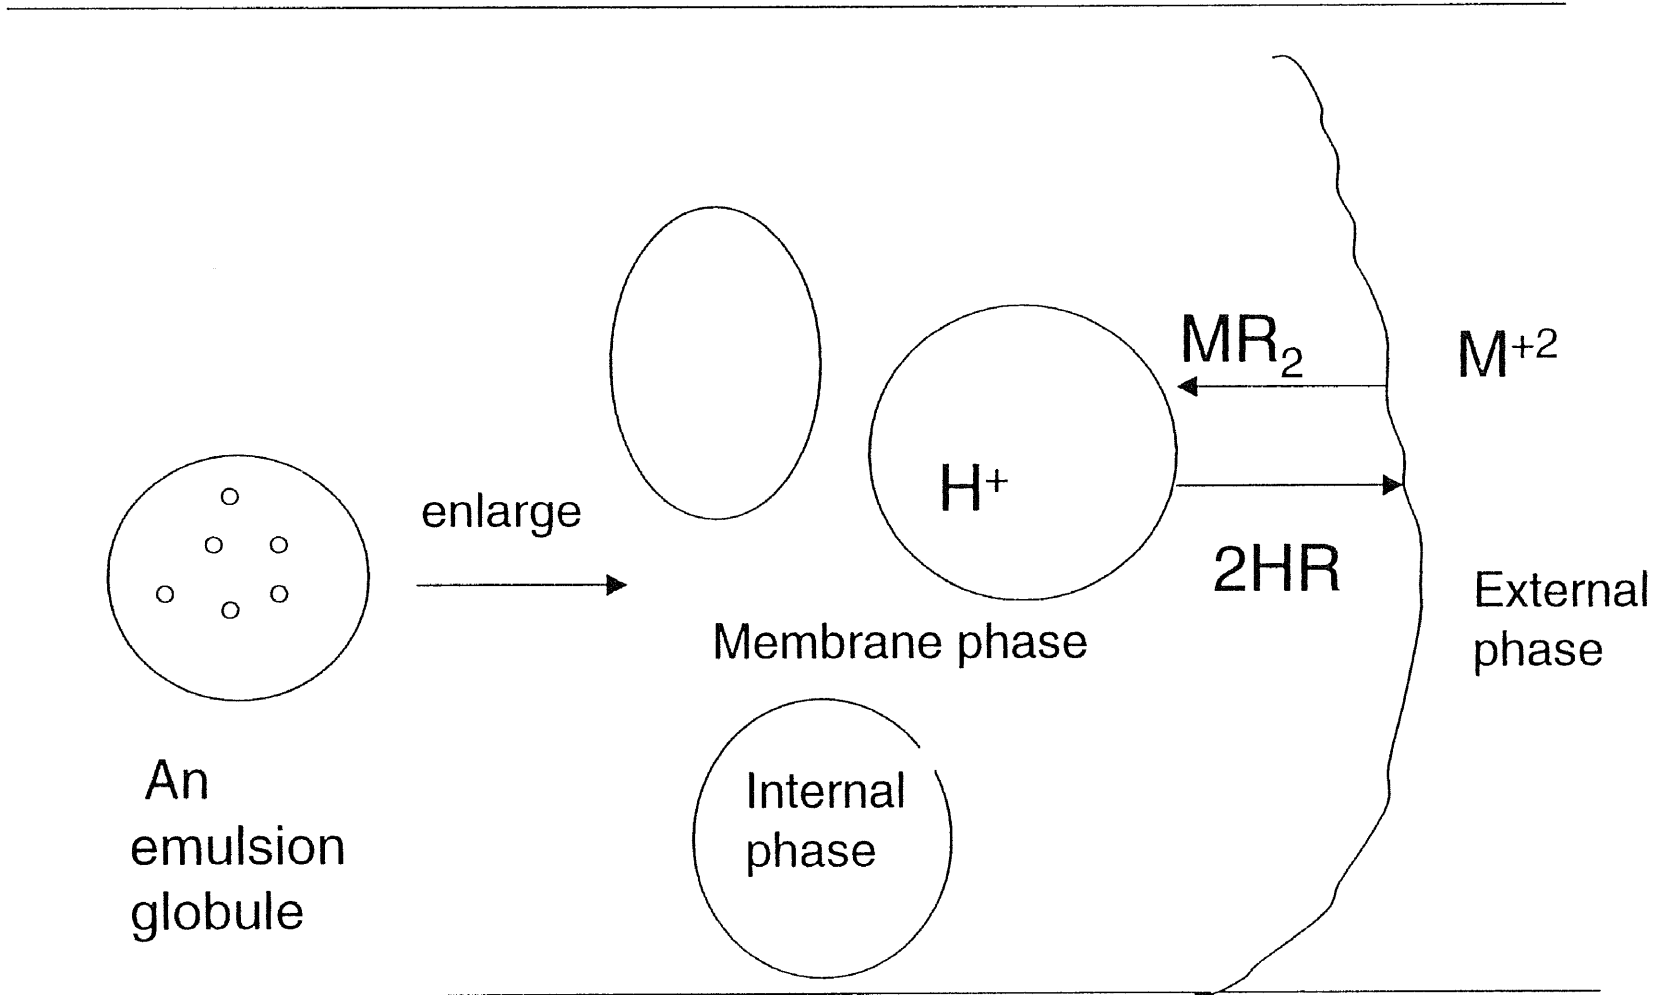 MR₂
M⁺²
H⁺
enlarge
2HR
External
phase
Membrane phase
An
emulsion
globule
Internal
phase